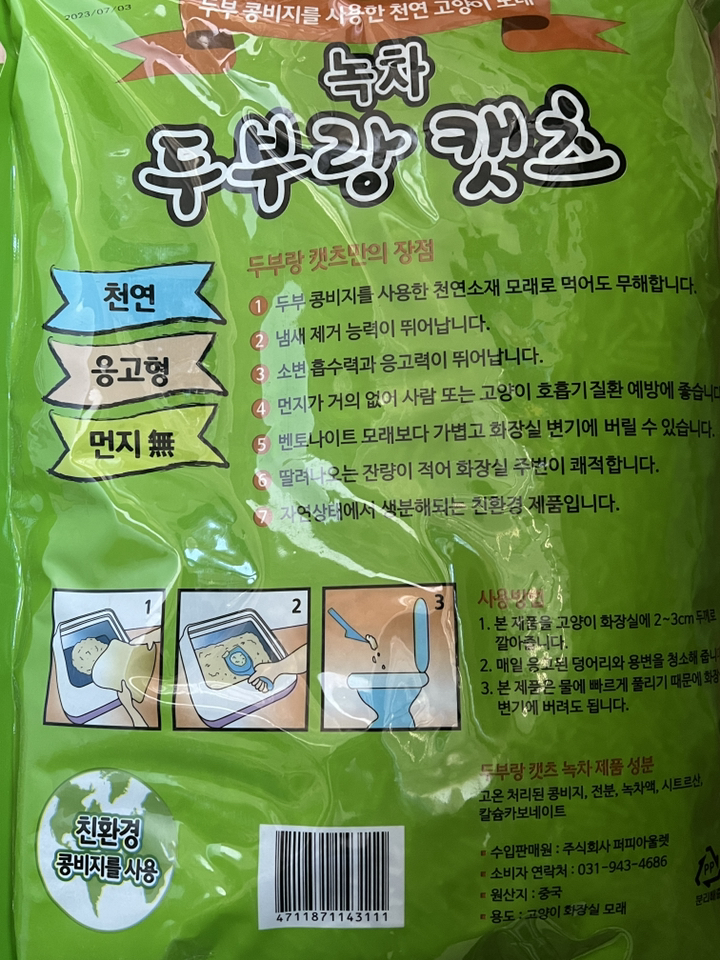 2023/07/03
두부 콩비지를 사용한 천연 고양이 모래
녹차
두부랑 캣츠
두부랑 캣츠만의 장점
천연
응고형
먼지 無
1 두부 콩비지를 사용한 천연소재 모래로 먹어도 무해합니다.
2 냄새 제거 능력이 뛰어납니다.
3 소변 흡수력과 응고력이 뛰어납니다.
4 먼지가 거의 없어 사람 또는 고양이 호흡기 질환 예방에 좋습니다
5 벤토나이트 모래보다 가볍고 화장실 변기에 버릴 수 있습니다.
6 딸려나오는 잔량이 적어 화장실 주변이 쾌적합니다.
7 자연상태에서 생분해되는 친환경 제품입니다.
1
2
3
사용방법
1. 본 제품을 고양이 화장실에 2~3cm 두께로
깔아줍니다.
2. 매일 응고된 덩어리와 용변을 청소해 줍니
3. 본 제품은 물에 빠르게 풀리기 때문에 화장
변기에 버려도 됩니다.
두부랑 캣츠 녹차 제품 성분
고온 처리된 콩비지, 전분, 녹차액, 시트르산,
칼슘카보네이트
수입판매원 : 주식회사 퍼피아울렛
소비자 연락처 : 031-943-4686
원산지 : 중국
용도 : 고양이 화장실 모래
친환경
콩비지를 사용
4711871143111
PP
분리배출